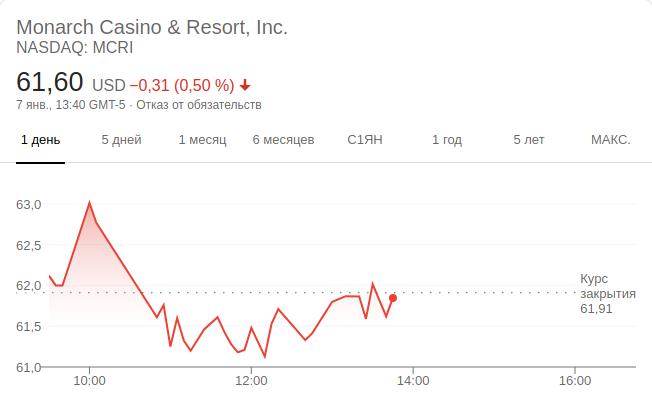 Monarch Casino & Resort, Inc.
NASDAQ: MCRI
61,60 USD −0,31 (0,50 %)
7 янв., 13:40 GMT-5 · Отказ от обязательств
1 день 5 дней 1 месяц 6 месяцев С1ЯН 1 год 5 лет МАКС.
63,0
62,5
62,0
61,5
61,0
Курс
закрытия
61,91
10:00 12:00 14:00 16:00